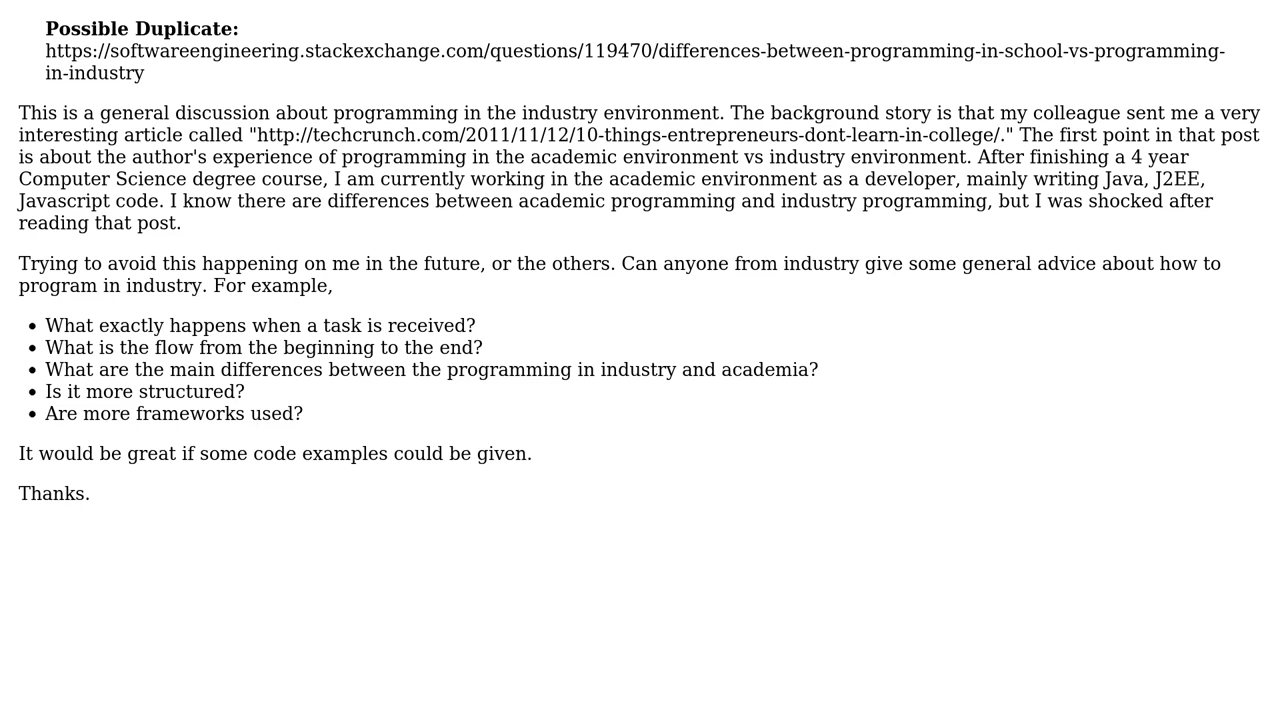 Possible Duplicate:
https://softwareengineering.stackexchange.com/questions/119470/differences-between-programming-in-school-vs-programming-
in-industry
This is a general discussion about programming in the industry environment. The background story is that my colleague sent me a very
interesting article called "http://techcrunch.com/2011/11/12/10-things-entrepreneurs-dont-learn-in-college/." The first point in that post
is about the author's experience of programming in the academic environment vs industry environment. After finishing a 4 year
Computer Science degree course, I am currently working in the academic environment as a developer, mainly writing Java, J2EE,
Javascript code. I know there are differences between academic programming and industry programming, but I was shocked after
reading that post.
Trying to avoid this happening on me in the future, or the others. Can anyone from industry give some general advice about how to
program in industry. For example,
• What exactly happens when a task is received?
• What is the flow from the beginning to the end?
• What are the main differences between the programming in industry and academia?
• Is it more structured?
• Are more frameworks used?
It would be great if some code examples could be given.
Thanks.